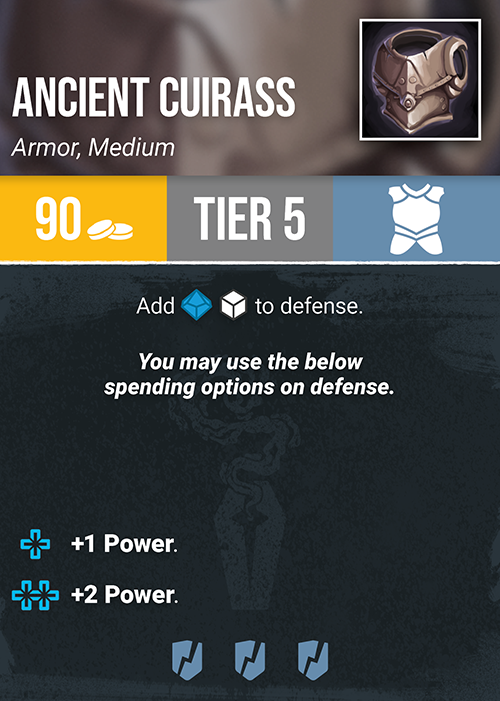 ANCIENT CUIRASS
Armor, Medium
90
TIER 5
Add to defense.
You may use the below
spending options on defense.
+1 Power.
+2 Power.